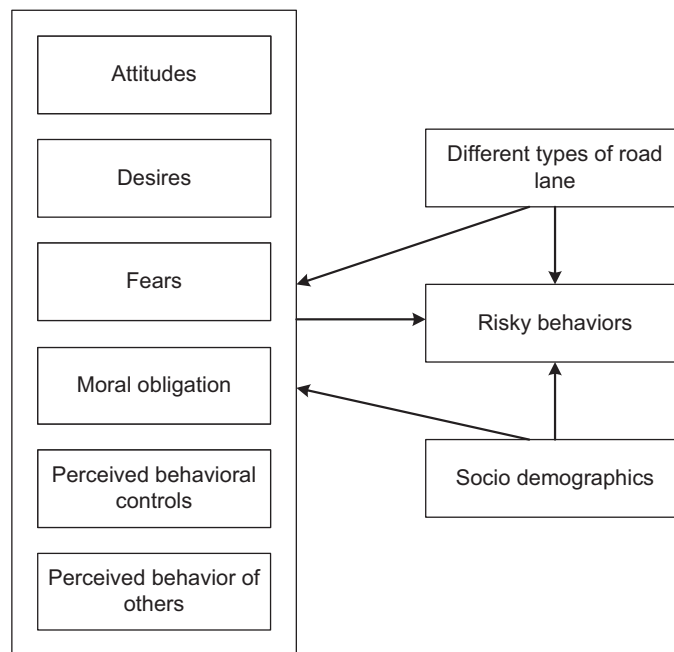 Attitudes
Desires
Fears
Moral obligation
Perceived behavioral
controls
Perceived behavior of
others
Different types of road
lane
Risky behaviors
Socio demographics